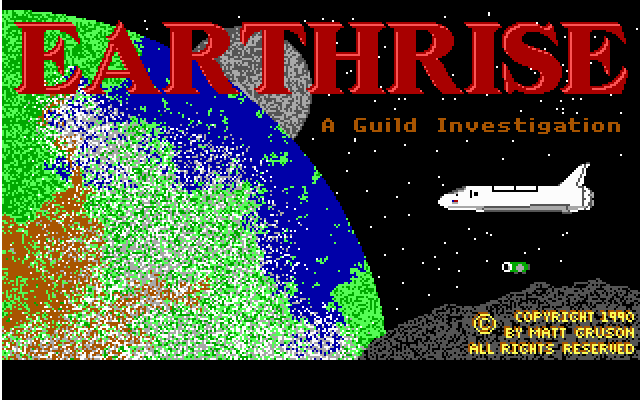 EARTHRISE
A Guild Investigation
© COPYRIGHT 1990
BY MATT GRUSON
ALL RIGHTS RESERVED